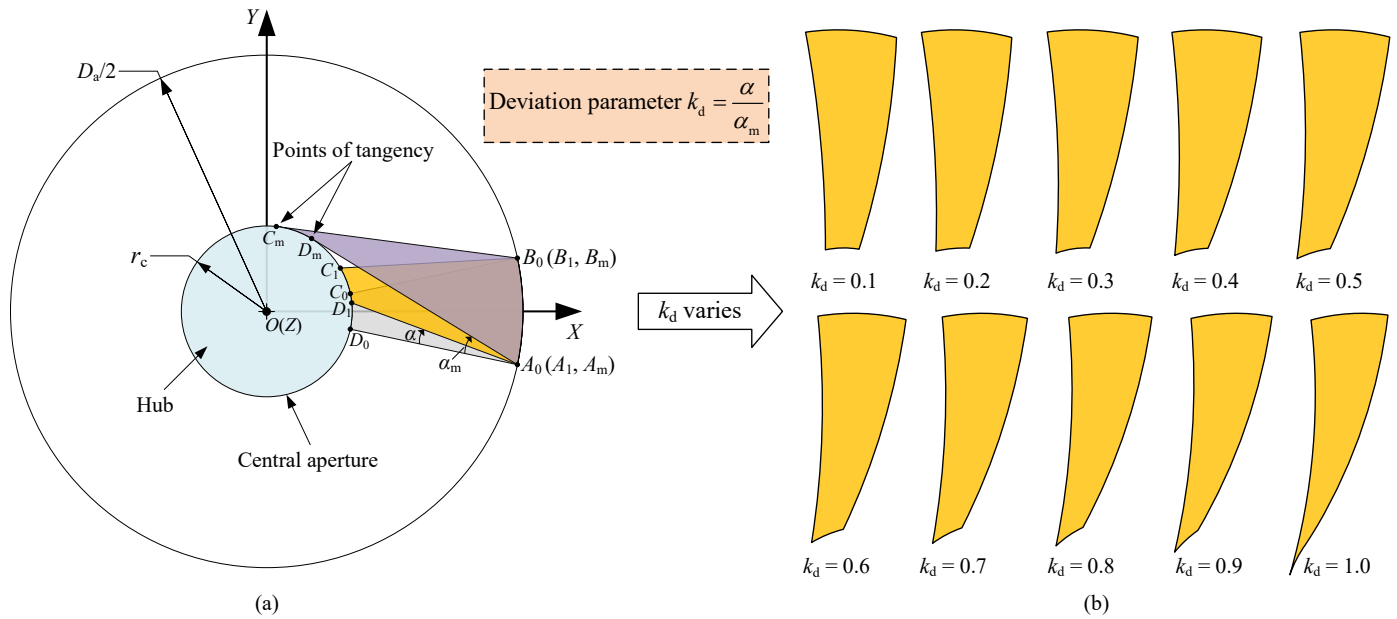 Y
D_a/2
Deviation parameter k_d = α/α_m
Points of tangency
C_m
D_m
r_c
C_1
B_0 (B_1, B_m)
C_0
D_1
O(Z)
X
D_0
α
α_m
A_0 (A_1, A_m)
Hub
Central aperture
(a)
k_d varies
k_d = 0.1
k_d = 0.2
k_d = 0.3
k_d = 0.4
k_d = 0.5
k_d = 0.6
k_d = 0.7
k_d = 0.8
k_d = 0.9
k_d = 1.0
(b)